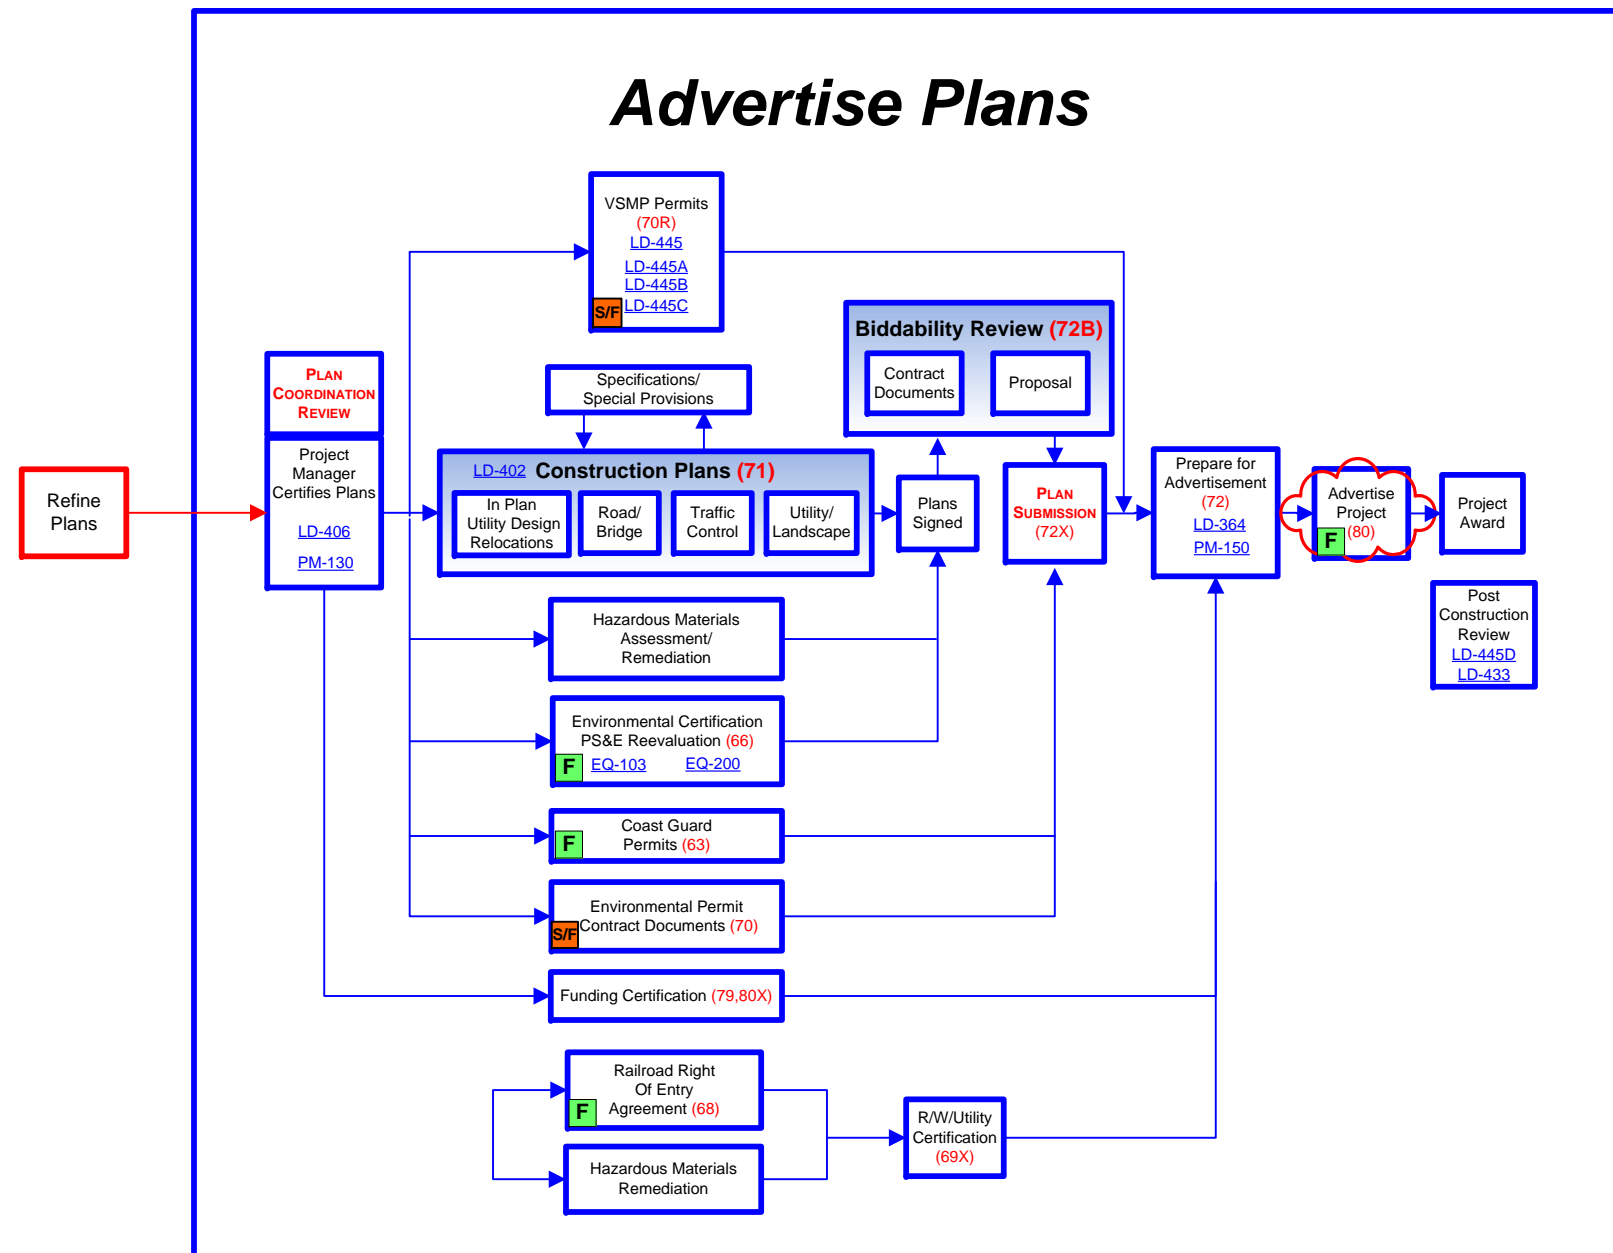 Advertise Plans
VSMP Permits
(70R)
LD-445
LD-445A
LD-445B
LD-445C
S/F
Biddability Review (72B)
Contract
Documents
Proposal
PLAN
COORDINATION
REVIEW
Specifications/
Special Provisions
Refine
Plans
Project
Manager
Certifies Plans
LD-406
PM-130
LD-402 Construction Plans (71)
In Plan
Utility Design
Relocations
Road/
Bridge
Traffic
Control
Utility/
Landscape
Plans
Signed
PLAN
SUBMISSION
(72X)
Prepare for
Advertisement
(72)
LD-364
PM-150
Advertise
Project
(80)
F
Project
Award
Post
Construction
Review
LD-445D
LD-433
Hazardous Materials
Assessment/
Remediation
Environmental Certification
PS&E Reevaluation (66)
F
EQ-103 EQ-200
Coast Guard
Permits (63)
F
Environmental Permit
Contract Documents (70)
S/F
Funding Certification (79,80X)
Railroad Right
Of Entry
Agreement (68)
F
Hazardous Materials
Remediation
R/W/Utility
Certification
(69X)